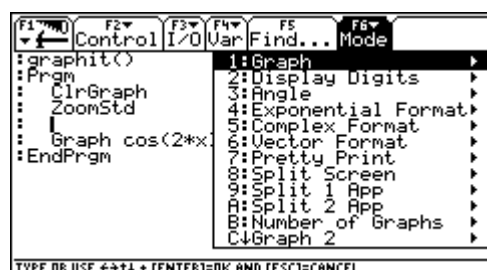 F1 F2 F3 F4 F5 F6
Control I/O Var Find... Mode
:graphit()
:Prgm
: ClrGraph
: ZoomStd
:
: Graph cos(2*x)
:EndPrgm
1:Graph
2:Display Digits
3:Angle
4:Exponential Format
5:Complex Format
6:Vector Format
7:Pretty Print
8:Split Screen
9:Split 1 App
A:Split 2 App
B:Number of Graphs
C↓Graph 2
TYPE OR USE ←→↑↓ + [ENTER]=OK AND [ESC]=CANCEL